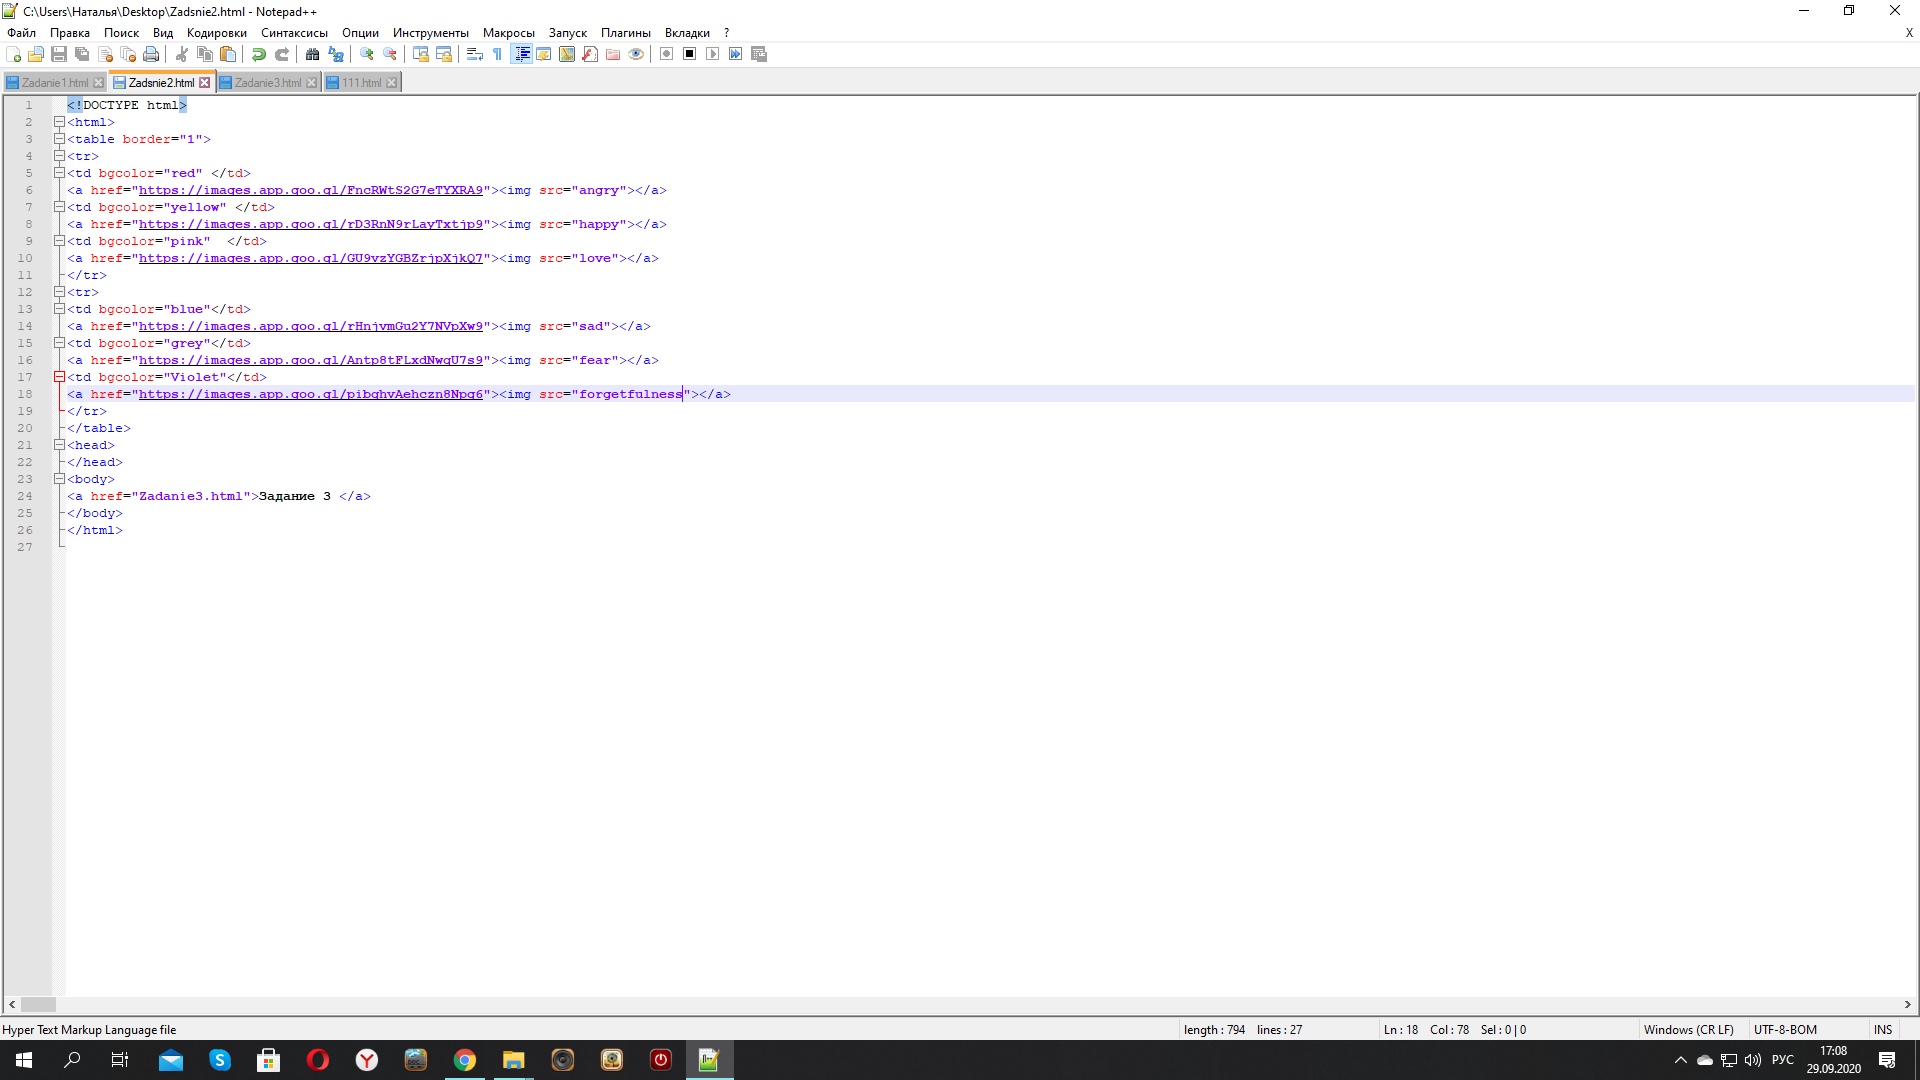 C:\Users\Наталья\Desktop\Zadsnie2.html - Notepad++
Файл Правка Поиск Вид Кодировки Синтаксисы Опции Инструменты Макросы Запуск Плагины Вкладки ? X
Zadanie1.html Zadsnie2.html Zadanie3.html 111.html
1 <!DOCTYPE html>
2 <html>
3 <table border="1">
4 <tr>
5 <td bgcolor="red" </td>
6 <a href="https://images.app.goo.gl/FncRWtS2G7eTYXRA9"><img src="angry"></a>
7 <td bgcolor="yellow" </td>
8 <a href="https://images.app.goo.gl/rD3RnN9rLayTxtjp9"><img src="happy"></a>
9 <td bgcolor="pink"  </td>
10 <a href="https://images.app.goo.gl/GU9vzYGBZrjpXjkQ7"><img src="love"></a>
11 </tr>
12 <tr>
13 <td bgcolor="blue"</td>
14 <a href="https://images.app.goo.gl/rHnjvmGu2Y7NVpXw9"><img src="sad"></a>
15 <td bgcolor="grey"</td>
16 <a href="https://images.app.goo.gl/Antp8tFLxdNwqU7s9"><img src="fear"></a>
17 <td bgcolor="Violet"</td>
18 <a href="https://images.app.goo.gl/pibghvAehczn8Npg6"><img src="forgetfulness"></a>
19 </tr>
20 </table>
21 <head>
22 </head>
23 <body>
24 <a href="Zadanie3.html">Задание 3 </a>
25 </body>
26 </html>
27
Hyper Text Markup Language file length : 794 lines : 27 Ln : 18 Col : 78 Sel : 0 | 0 Windows (CR LF) UTF-8-BOM INS
РУС 17:08
29.09.2020